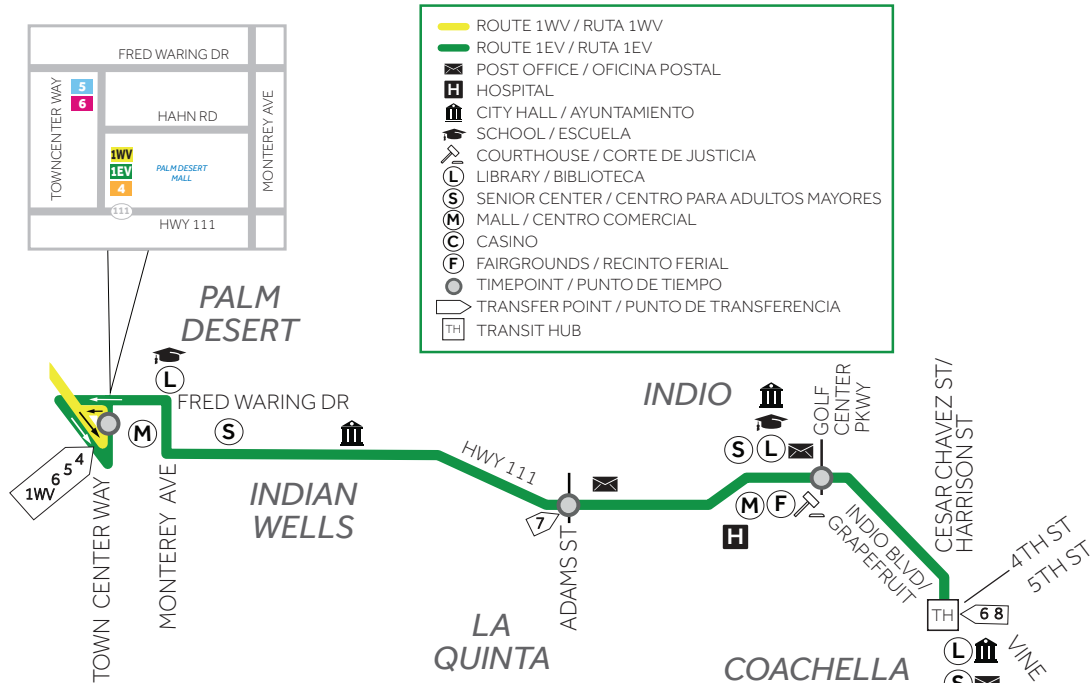 FRED WARING DR
TOWNCENTER WAY
5
6
HAHN RD
MONTEREY AVE
1WV
1EV
4
PALM DESERT
MALL
111
HWY 111
ROUTE 1WV / RUTA 1WV
ROUTE 1EV / RUTA 1EV
POST OFFICE / OFICINA POSTAL
H HOSPITAL
CITY HALL / AYUNTAMIENTO
SCHOOL / ESCUELA
COURTHOUSE / CORTE DE JUSTICIA
L LIBRARY / BIBLIOTECA
S SENIOR CENTER / CENTRO PARA ADULTOS MAYORES
M MALL / CENTRO COMERCIAL
C CASINO
F FAIRGROUNDS / RECINTO FERIAL
TIMEPOINT / PUNTO DE TIEMPO
TRANSFER POINT / PUNTO DE TRANSFERENCIA
TH TRANSIT HUB
PALM
DESERT
L
FRED WARING DR
M
S
1WV 6 5 4
TOWN CENTER WAY
MONTEREY AVE
INDIAN
WELLS
HWY 111
7
ADAMS ST
LA
QUINTA
INDIO
S L
M F
H
GOLF
CENTER
PKWY
INDIO BLVD/
GRAPEFRUIT
CESAR CHAVEZ ST/
HARRISON ST
4TH ST
5TH ST
TH
6 8
COACHELLA
L
VINE
S